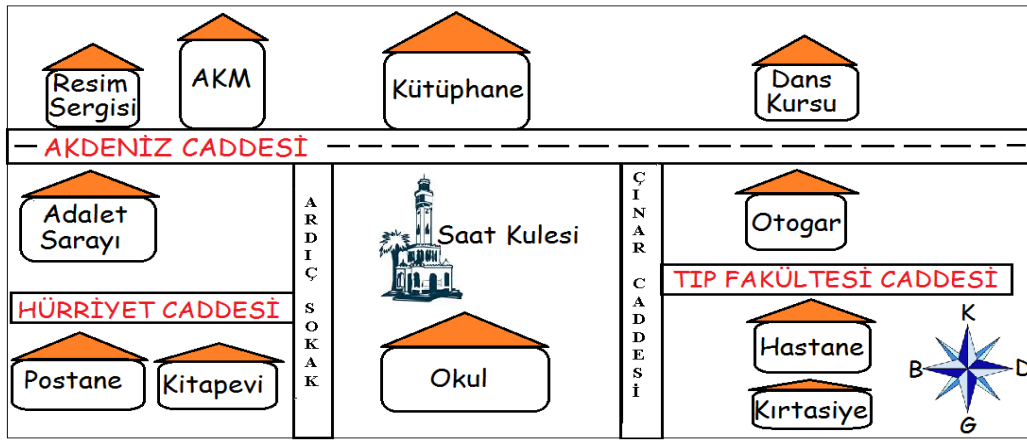 Resim
Sergisi
AKM
Kütüphane
Dans
Kursu
AKDENİZ CADDESİ
Adalet
Sarayı
ARDIÇ SOKAK
Saat Kulesi
ÇINAR CADDESİ
Otogar
HÜRRİYET CADDESİ
TIP FAKÜLTESİ CADDESİ
Postane
Kitapevi
Okul
Hastane
Kırtasiye
K
B
D
G